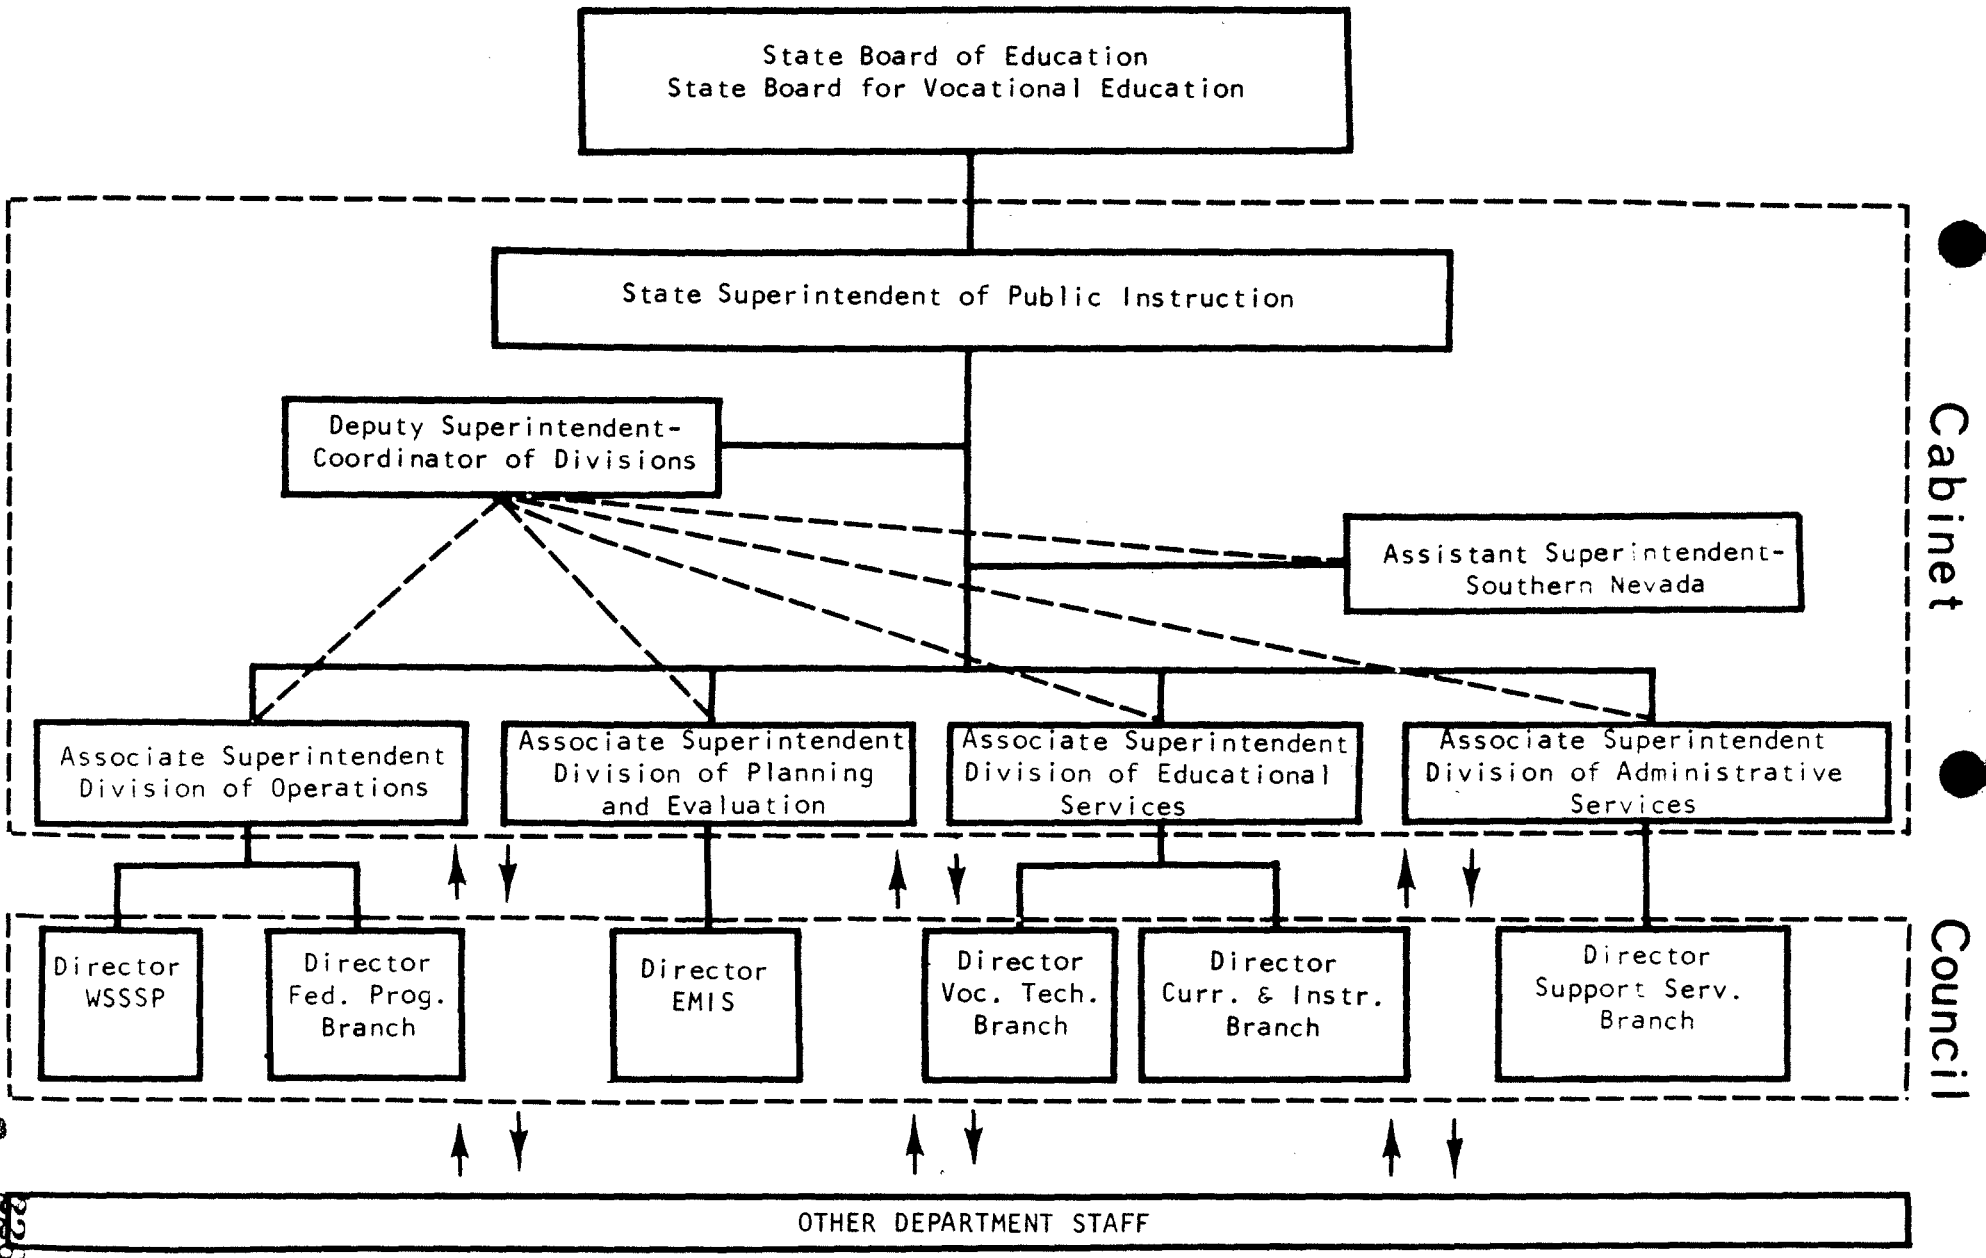 State Board of Education
State Board for Vocational Education
State Superintendent of Public Instruction
Deputy Superintendent-
Coordinator of Divisions
Assistant Superintendent-
Southern Nevada
Cabinet
Associate Superintendent
Division of Operations
Associate Superintendent
Division of Planning
and Evaluation
Associate Superintendent
Division of Educational
Services
Associate Superintendent
Division of Administrative
Services
Director
WSSSP
Director
Fed. Prog.
Branch
Director
EMIS
Director
Voc. Tech.
Branch
Director
Curr. & Instr.
Branch
Director
Support Serv.
Branch
Council
OTHER DEPARTMENT STAFF